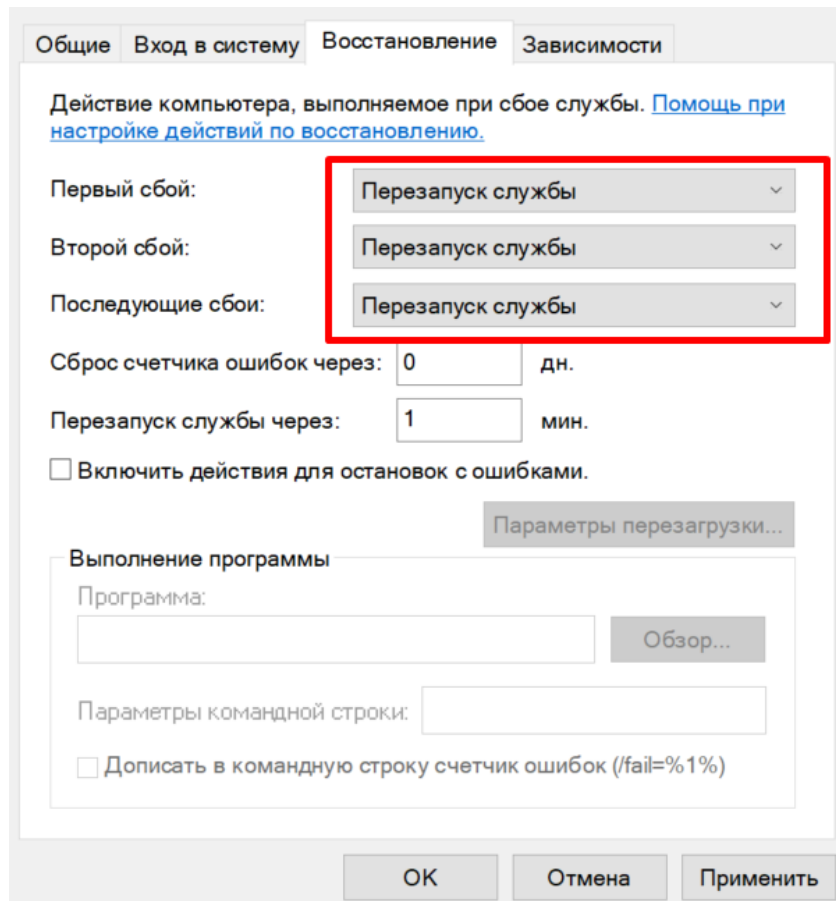 Общие Вход в систему Восстановление Зависимости
Действие компьютера, выполняемое при сбое службы. Помощь при
настройке действий по восстановлению.
Первый сбой: Перезапуск службы
Второй сбой: Перезапуск службы
Последующие сбои: Перезапуск службы
Сброс счетчика ошибок через: 0 дн.
Перезапуск службы через: 1 мин.
Включить действия для остановок с ошибками.
Параметры перезагрузки...
Выполнение программы
Программа:
Обзор...
Параметры командной строки:
Дописать в командную строку счетчик ошибок (/fail=%1%)
OK Отмена Применить